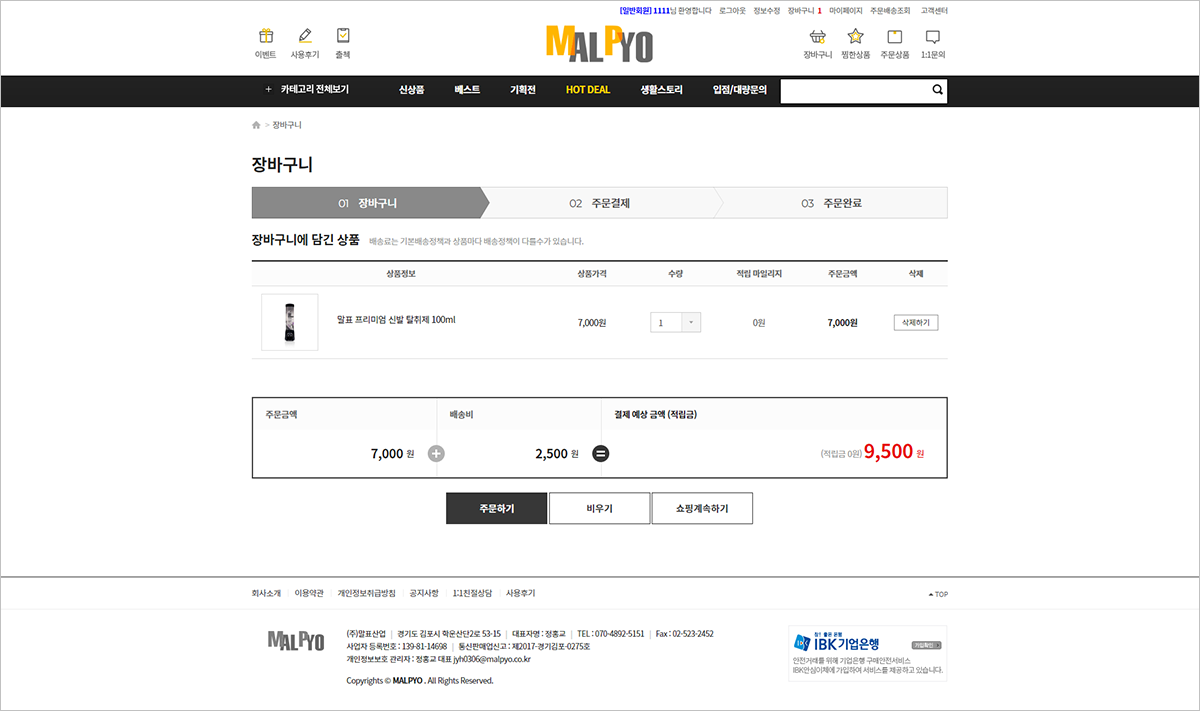 [일반회원] 1111님 환영합니다 로그아웃 정보수정 장바구니 1 마이페이지 주문배송조회 고객센터
이벤트 사용후기 출첵
MALPYO
장바구니 찜한상품 주문상품 1:1문의
+ 카테고리 전체보기 신상품 베스트 기획전 HOT DEAL 생활스토리 입점/대량문의
> 장바구니
장바구니
01 장바구니 02 주문결제 03 주문완료
장바구니에 담긴 상품 배송료는 기본배송정책과 상품마다 배송정책이 다를수가 있습니다.
상품정보 상품가격 수량 적립 마일리지 주문금액 삭제
말표 프리미엄 신발 탈취제 100ml 7,000원 1 0원 7,000원 삭제하기
주문금액 배송비 결제 예상 금액 (적립금)
7,000 원 + 2,500 원 = (적립금 0원) 9,500 원
주문하기 비우기 쇼핑계속하기
회사소개 이용약관 개인정보취급방침 공지사항 1:1친절상담 사용후기 TOP
MALPYO
(주)말표산업 | 경기도 김포시 학운산단2로 53-15 | 대표자명 : 정홍교 | TEL : 070-4892-5151 | Fax : 02-523-2452
사업자 등록번호 : 139-81-14698 | 통신판매업신고 : 제2017-경기김포-0275호
개인정보보호 관리자 : 정홍교 대표 jyh0306@malpyo.co.kr
Copyrights © MALPYO . All Rights Reserved.
참! 좋은 은행
IBK기업은행 가입확인
안전거래를 위해 기업은행 구매안전서비스
IBK안심이체에 가입하여 서비스를 제공하고 있습니다.